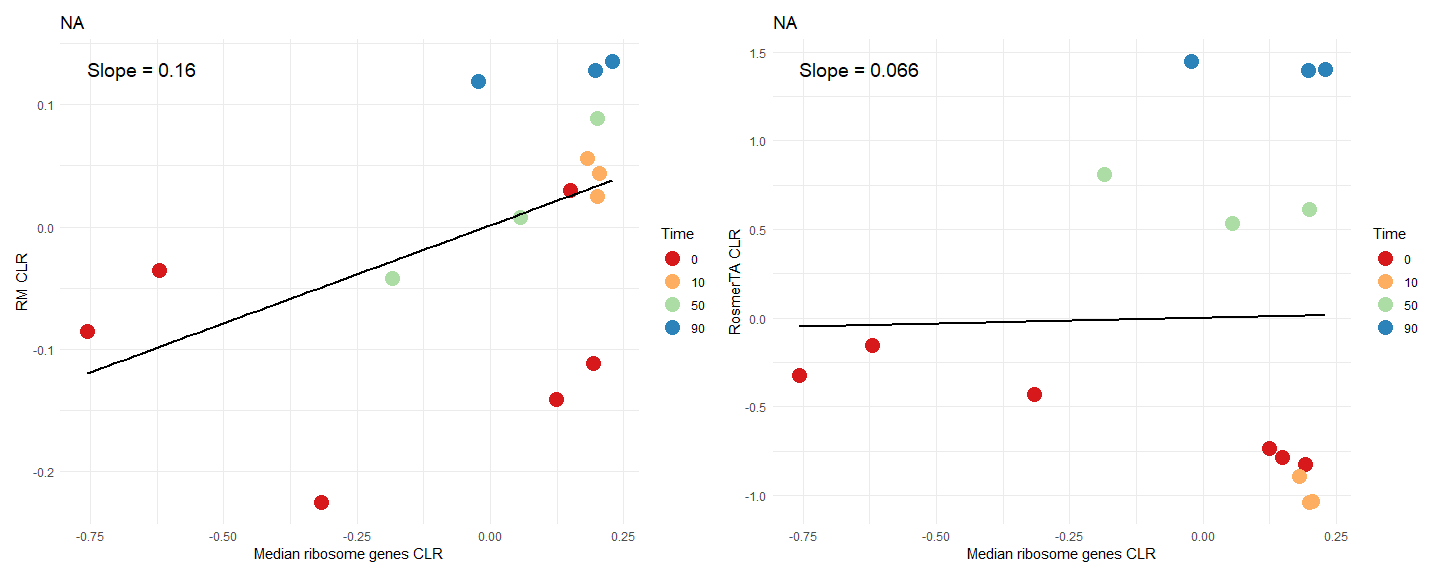 NA
Slope = 0.16
RM CLR
0.1
0.0
-0.1
-0.2
-0.75
-0.50
-0.25
0.00
0.25
Median ribosome genes CLR
Time
0
10
50
90
NA
Slope = 0.066
RosmerTA CLR
1.5
1.0
0.5
0.0
-0.5
-1.0
-0.75
-0.50
-0.25
0.00
0.25
Median ribosome genes CLR
Time
0
10
50
90